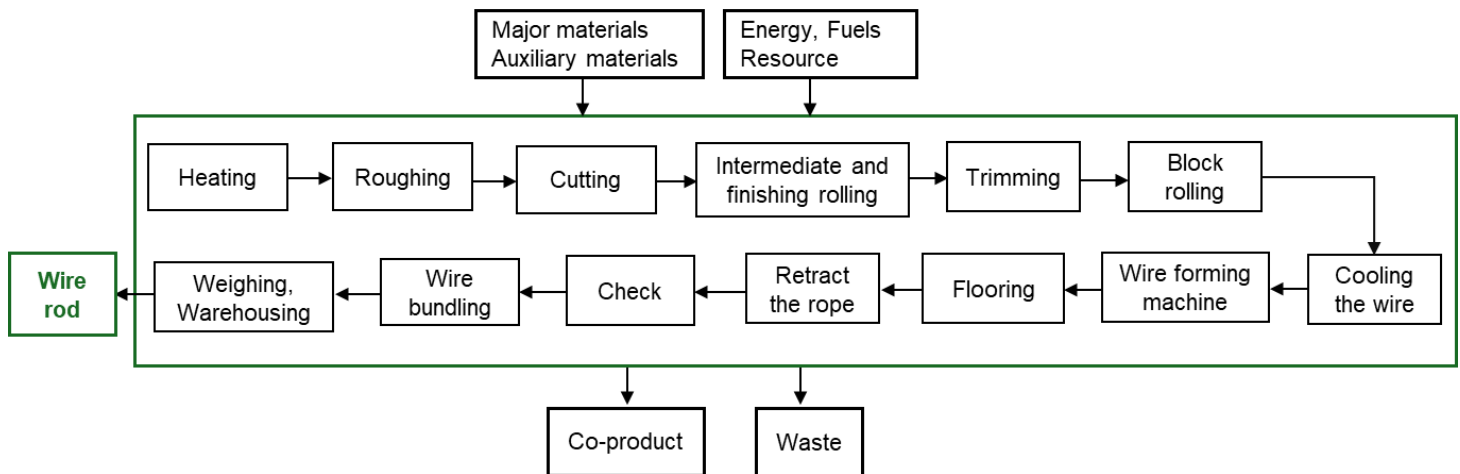 Major materials
Auxiliary materials
Energy, Fuels
Resource
Heating
Roughing
Cutting
Intermediate and
finishing rolling
Trimming
Block
rolling
Wire
rod
Weighing,
Warehousing
Wire
bundling
Check
Retract
the rope
Flooring
Wire forming
machine
Cooling
the wire
Co-product
Waste